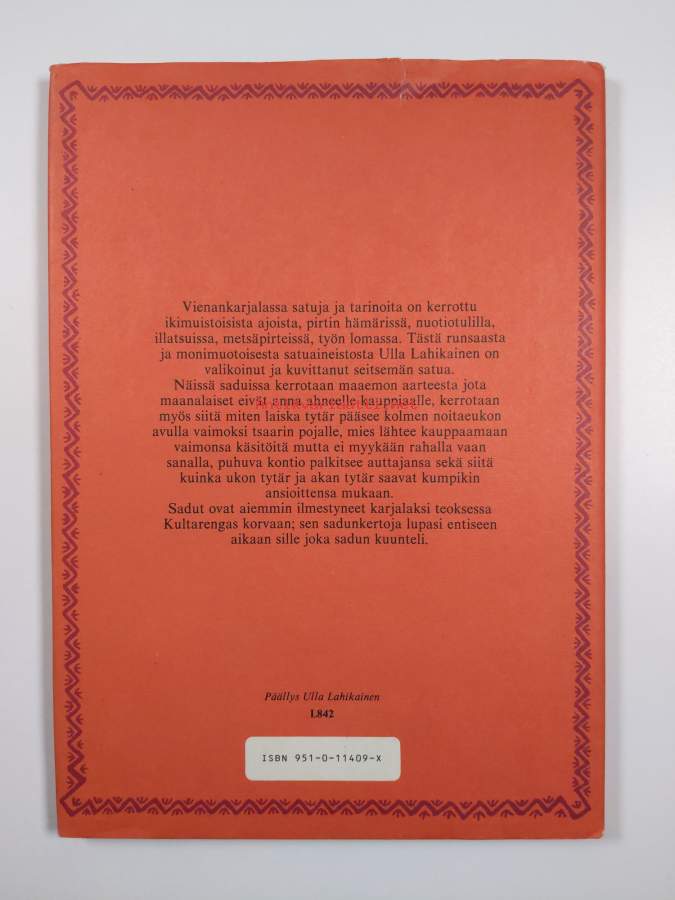 Vienankarjalassa satuja ja tarinoita on kerrottu
ikimuistoisista ajoista, pirtin hämärissä, nuotiotulilla,
illatsuissa, metsäpirteissä, työn lomassa. Tästä runsaasta
ja monimuotoisesta satuaineistosta Ulla Lahikainen on
valikoinut ja kuvittanut seitsemän satua.
Näissä saduissa kerrotaan maaemon aarteesta jota
maanalaiset eivät anna ahneelle kauppiaalle, kerrotaan
myös siitä miten laiska tytär pääsee kolmen noitaeukon
avulla vaimoksi tsaarin pojalle, mies lähtee kauppaamaan
vaimonsa käsitöitä mutta ei myykään rahalla vaan
sanalla, puhuva kontio palkitsee auttajansa sekä siitä
kuinka ukon tytär ja akan tytär saavat kumpikin
ansioittensa mukaan.
Sadut ovat aiemmin ilmestyneet karjalaksi teoksessa
Kultarengas korvaan; sen sadunkertoja lupasi entiseen
aikaan sille joka sadun kuunteli.
Päällys Ulla Lahikainen
L842
ISBN 951-0-11409-X